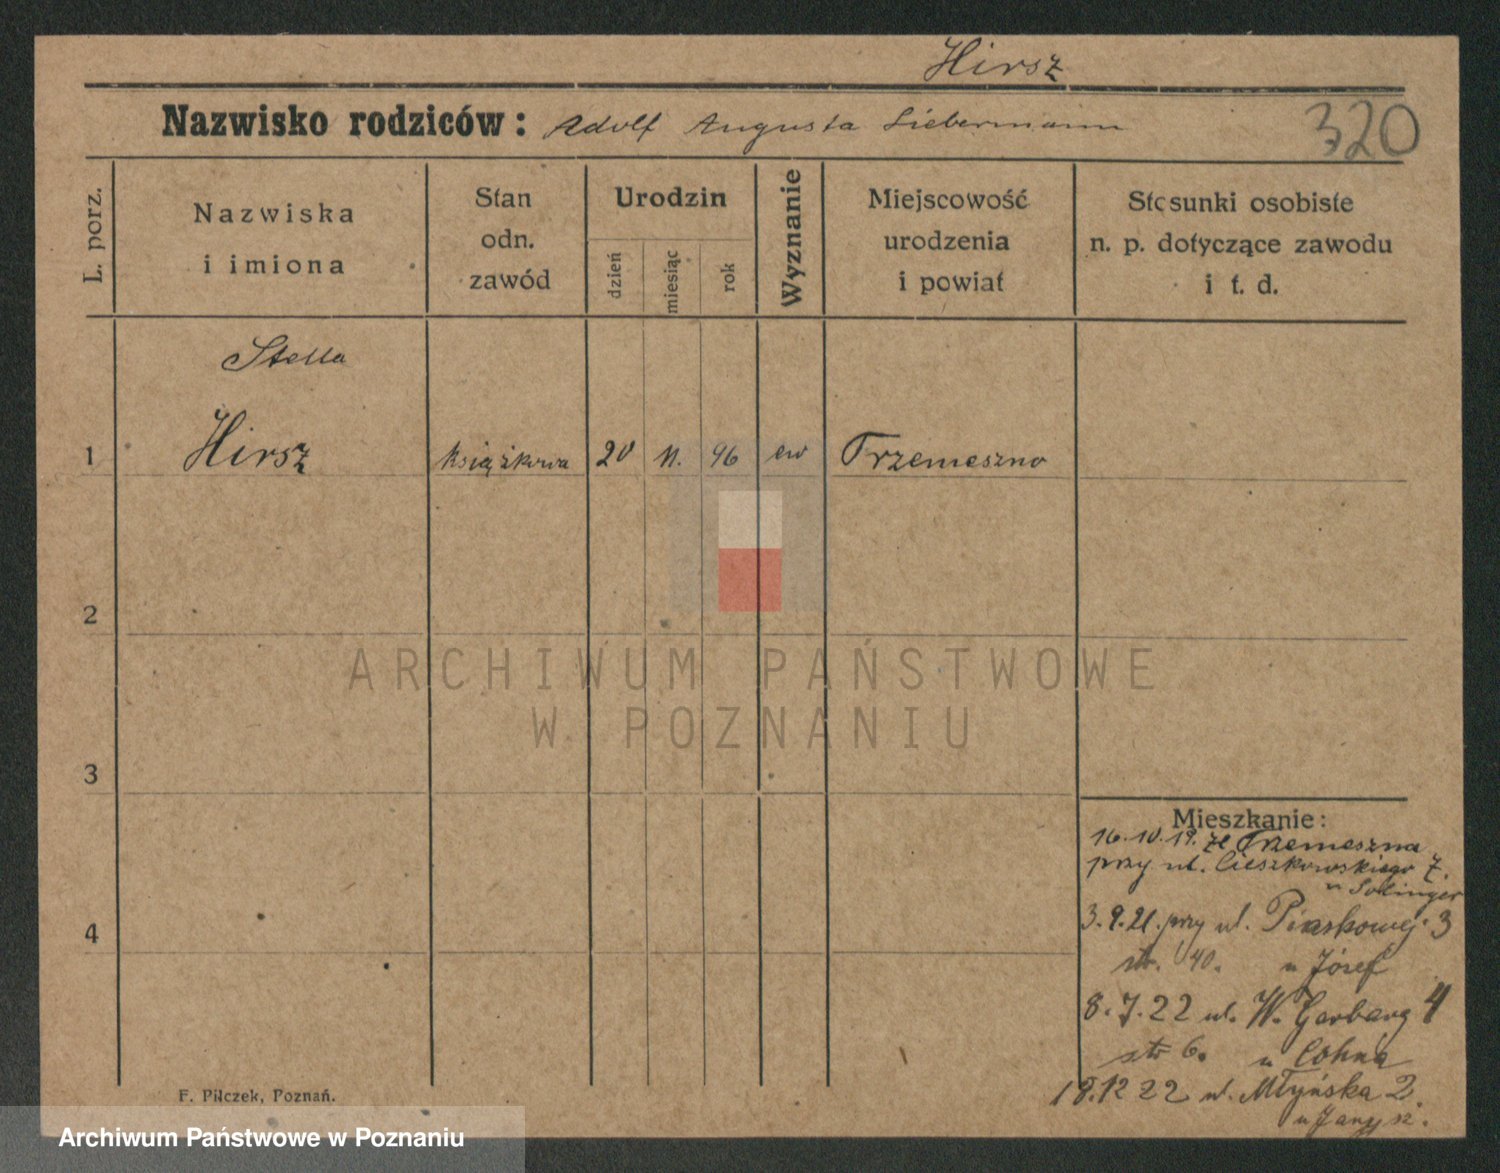 Hirsz
Nazwisko rodziców: Adolf Augusta Liebermann
320
L. porz.
Nazwiska
i imiona
Stan
odn.
zawód
Urodzin
dzień
miesiąc
rok
Wyznanie
Miejscowość
urodzenia
i powiat
Stosunki osobiste
n. p. dotyczące zawodu
i t. d.
Stella
1 Hirsz książkowa 20 11. 96 ew Trzemeszno
2
ARCHIWUM PAŃSTWOWE
W POZNANIU
3
4
Mieszkanie:
16.10.19. ze Trzemeszna
przy ul. Cieszkowskiego 7.
u Solinger
3.9.21. przy ul. Piaskowej 3
str. 40. u Józef
8.7.22 ul. W. Garbary 4
str 6. u Cohna
18.12 22 ul. Młyńska 2.
F. Pilczek, Poznań.
Archiwum Państwowe w Poznaniu